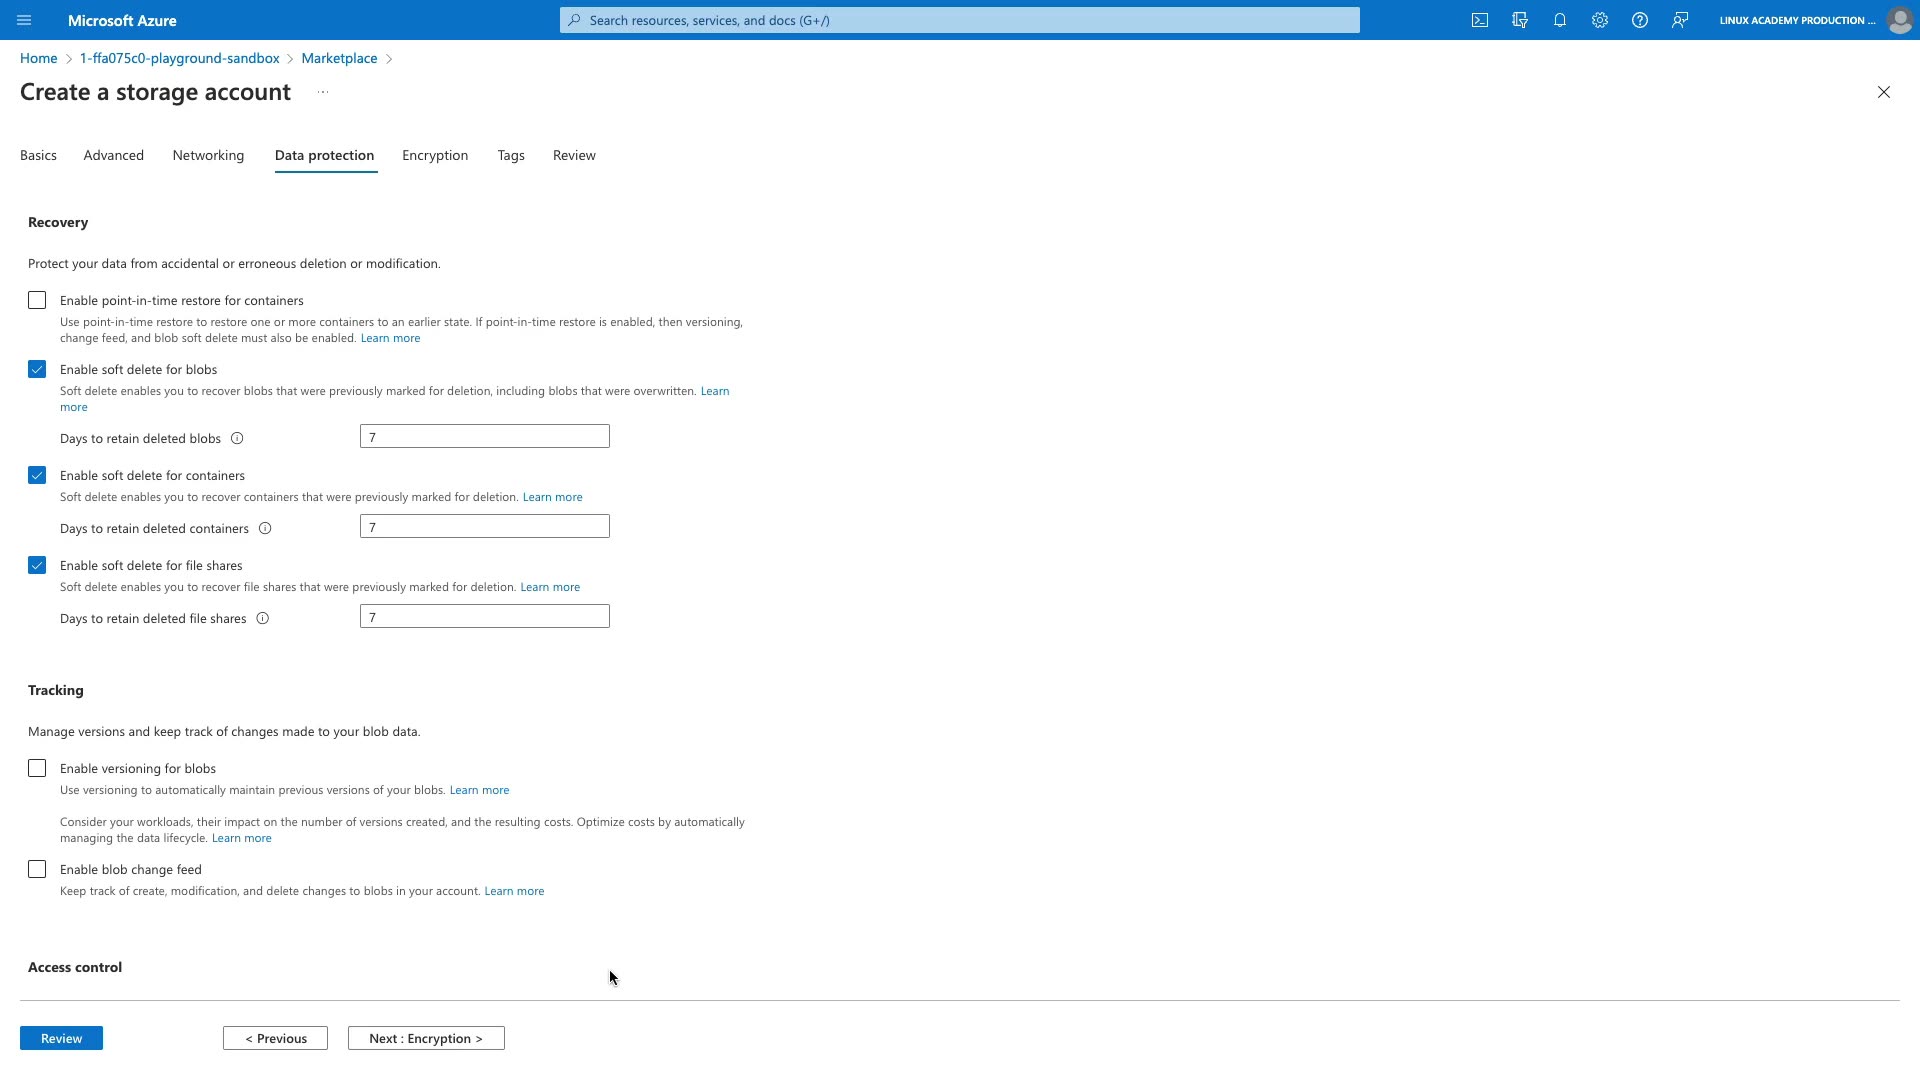 Microsoft Azure
Search resources, services, and docs (G+/)
LINUX ACADEMY PRODUCTION ...
Home > 1-ffa075c0-playground-sandbox > Marketplace >
Create a storage account ...
Basics Advanced Networking Data protection Encryption Tags Review
Recovery
Protect your data from accidental or erroneous deletion or modification.
Enable point-in-time restore for containers
Use point-in-time restore to restore one or more containers to an earlier state. If point-in-time restore is enabled, then versioning,
change feed, and blob soft delete must also be enabled. Learn more
Enable soft delete for blobs
Soft delete enables you to recover blobs that were previously marked for deletion, including blobs that were overwritten. Learn
more
Days to retain deleted blobs 7
Enable soft delete for containers
Soft delete enables you to recover containers that were previously marked for deletion. Learn more
Days to retain deleted containers 7
Enable soft delete for file shares
Soft delete enables you to recover file shares that were previously marked for deletion. Learn more
Days to retain deleted file shares 7
Tracking
Manage versions and keep track of changes made to your blob data.
Enable versioning for blobs
Use versioning to automatically maintain previous versions of your blobs. Learn more
Consider your workloads, their impact on the number of versions created, and the resulting costs. Optimize costs by automatically
managing the data lifecycle. Learn more
Enable blob change feed
Keep track of create, modification, and delete changes to blobs in your account. Learn more
Access control
Review < Previous Next : Encryption >